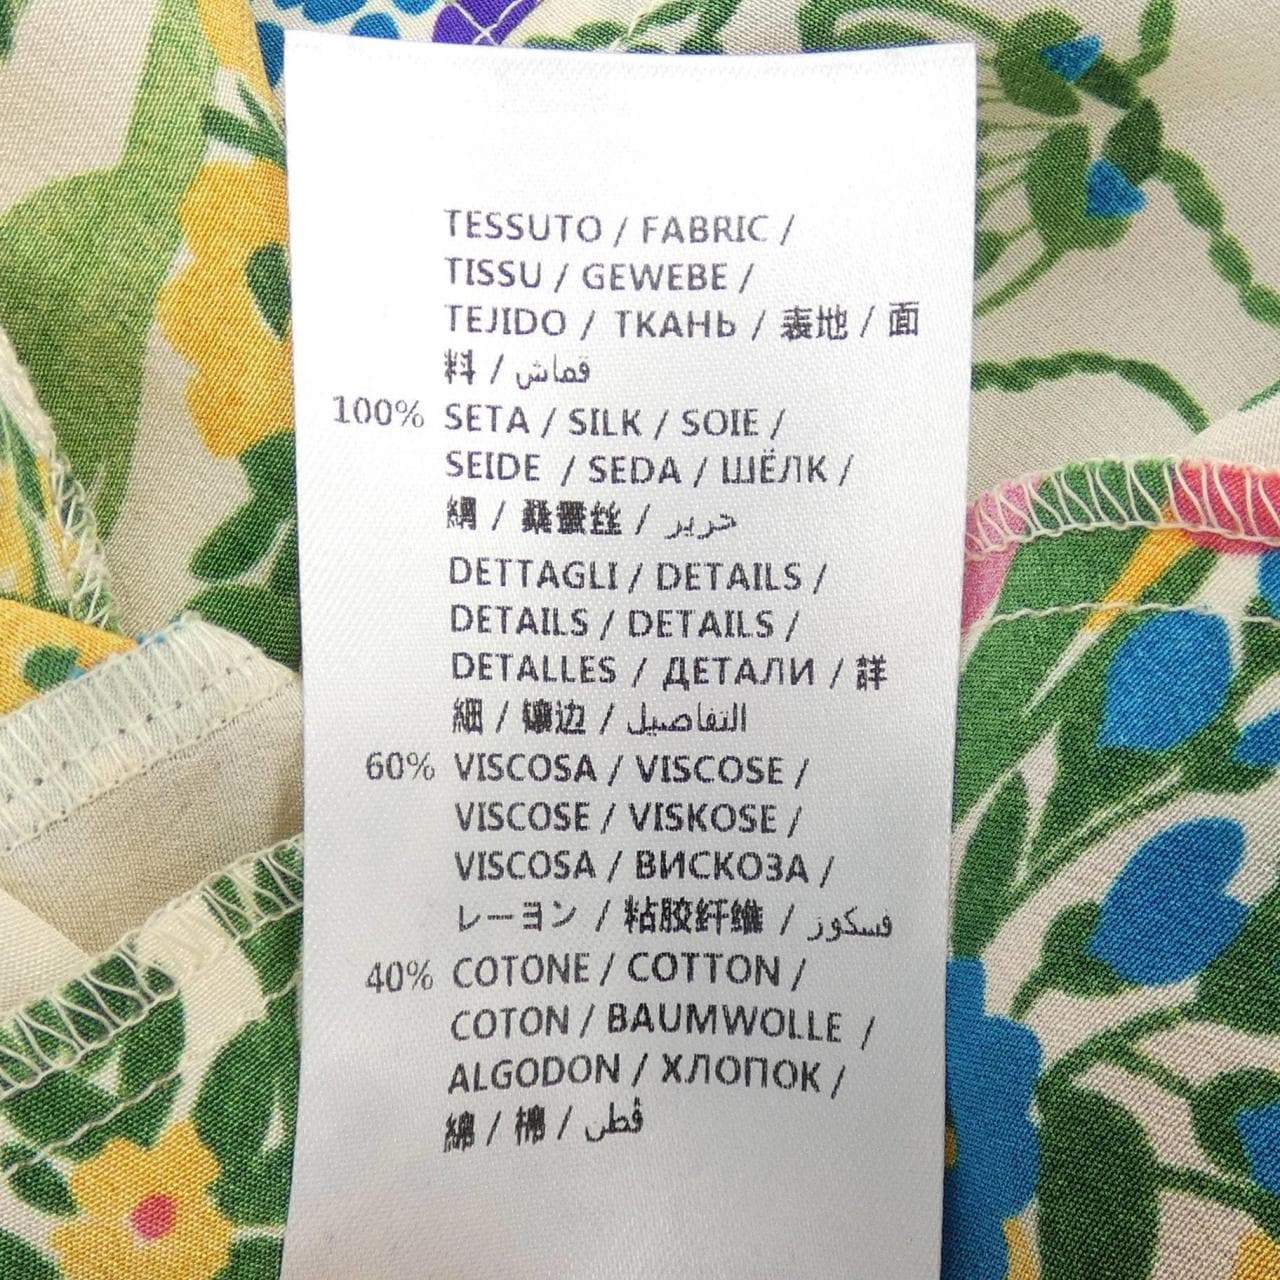 TESSUTO / FABRIC /
TISSU / GEWEBE /
TEJIDO / ТКАНЬ / 表地 / 面
料 / قماش
100% SETA / SILK / SOIE /
SEIDE / SEDA / ШЁЛК /
絹 / 桑蚕丝 / حرير
DETTAGLI / DETAILS /
DETAILS / DETAILS /
DETALLES / ДЕТАЛИ / 詳
細 / 镶边 / التفاصيل
60% VISCOSA / VISCOSE /
VISCOSE / VISKOSE /
VISCOSA / ВИСКОЗА /
レーヨン / 粘胶纤维 / فسكوز
40% COTONE / COTTON /
COTON / BAUMWOLLE /
ALGODON / ХЛОПОК /
綿 / 棉 / قطن